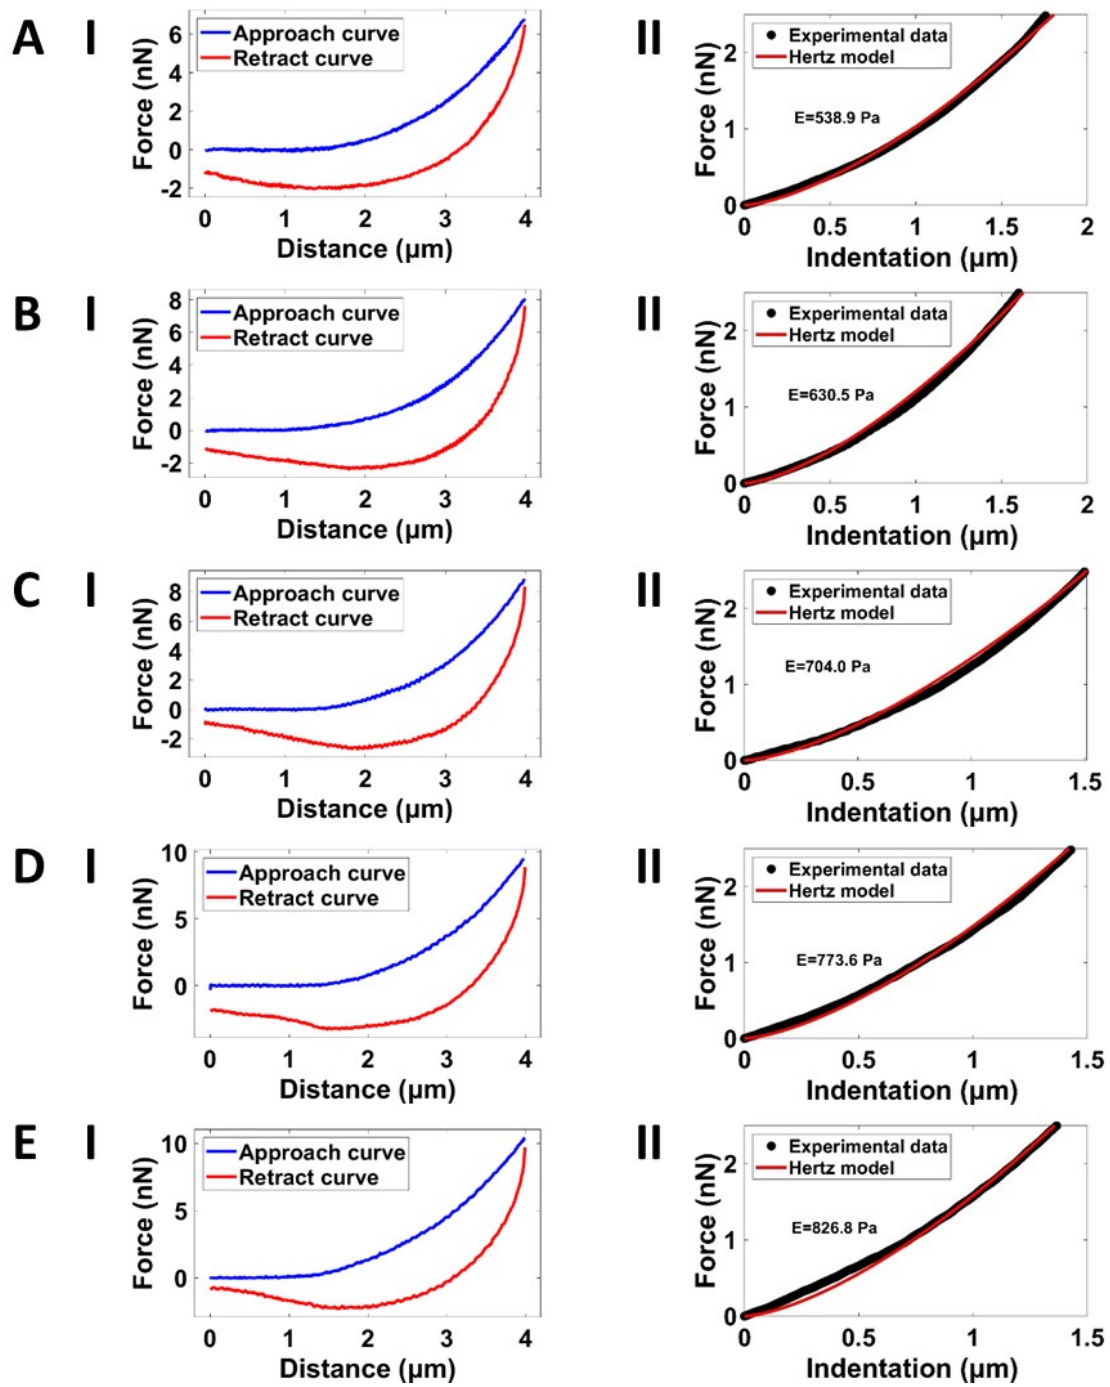 A I
Approach curve
Retract curve
Force (nN)
6
4
2
0
-2
0 1 2 3 4
Distance (µm)
II
Experimental data
Hertz model
E=538.9 Pa
Force (nN)
2
1
0
0 0.5 1 1.5 2
Indentation (µm)
B I
Approach curve
Retract curve
Force (nN)
8
6
4
2
0
-2
0 1 2 3 4
Distance (µm)
II
Experimental data
Hertz model
E=630.5 Pa
Force (nN)
2
1
0
0 0.5 1 1.5 2
Indentation (µm)
C I
Approach curve
Retract curve
Force (nN)
8
6
4
2
0
-2
0 1 2 3 4
Distance (µm)
II
Experimental data
Hertz model
E=704.0 Pa
Force (nN)
2
1
0
0 0.5 1 1.5
Indentation (µm)
D I
Approach curve
Retract curve
Force (nN)
10
5
0
0 1 2 3 4
Distance (µm)
II
Experimental data
Hertz model
E=773.6 Pa
Force (nN)
2
1
0
0 0.5 1 1.5
Indentation (µm)
E I
Approach curve
Retract curve
Force (nN)
10
5
0
0 1 2 3 4
Distance (µm)
II
Experimental data
Hertz model
E=826.8 Pa
Force (nN)
2
1
0
0 0.5 1 1.5
Indentation (µm)